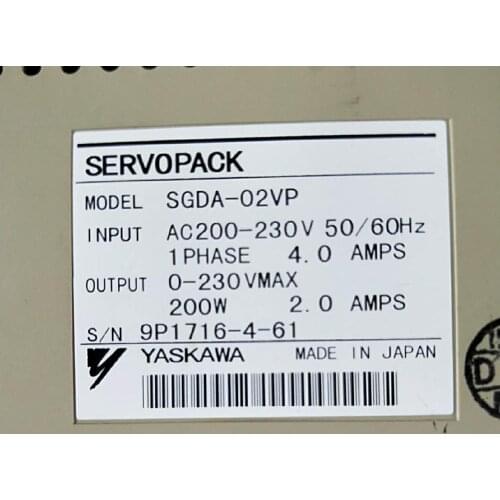 SERVOPACK
MODEL SGDA-02VP
INPUT AC200-230V 50/60Hz
1PHASE 4.0 AMPS
OUTPUT 0-230VMAX
200W 2.0 AMPS
S/N 9P1716-4-61
YASKAWA MADE IN JAPAN